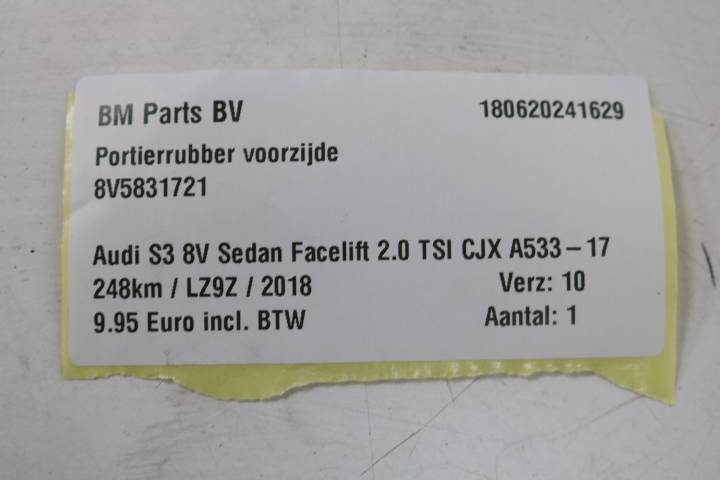 BM Parts BV 180620241629
Portierrubber voorzijde
8V5831721
Audi S3 8V Sedan Facelift 2.0 TSI CJX A533-17
248km / LZ9Z / 2018 Verz: 10
9.95 Euro incl. BTW Aantal: 1